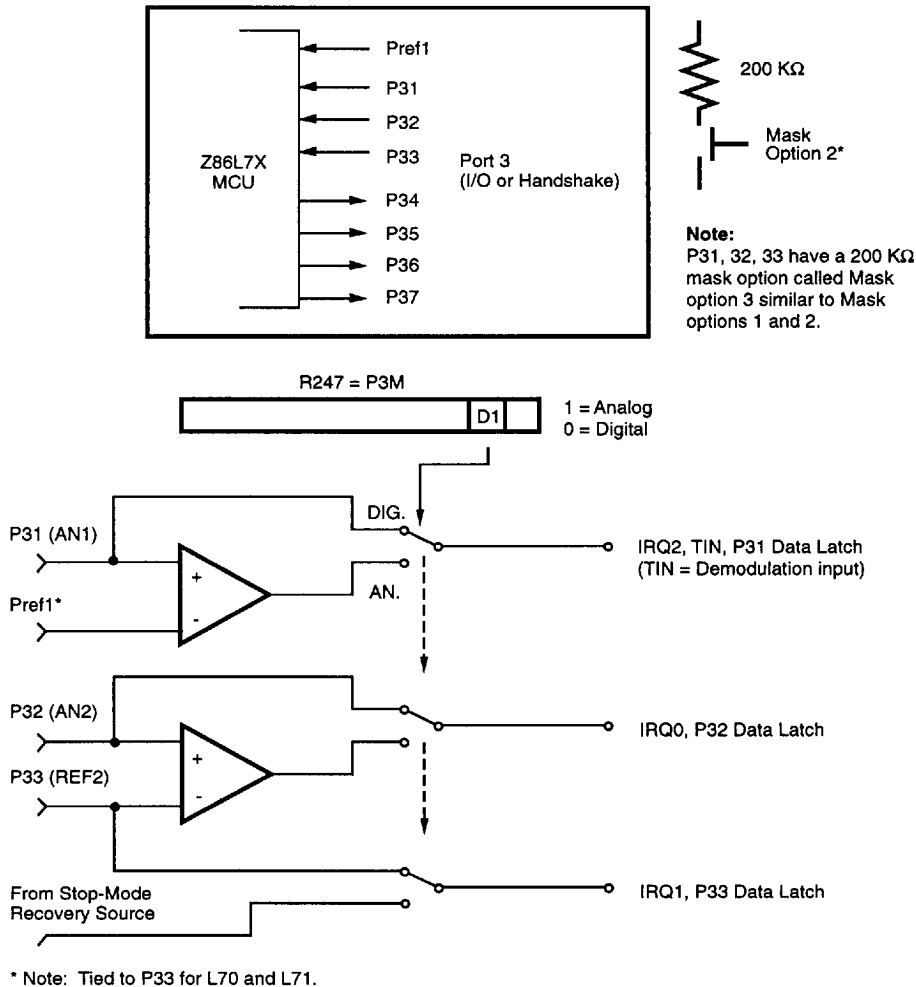 Pref1
P31
P32
P33
P34
P35
P36
P37
Z86L7X
MCU
Port 3
(I/O or Handshake)
200 KΩ
Mask
Option 2*
Note:
P31, 32, 33 have a 200 KΩ
mask option called Mask
option 3 similar to Mask
options 1 and 2.
R247 = P3M
D1
1 = Analog
0 = Digital
DIG.
P31 (AN1)
+
-
AN.
Pref1*
IRQ2, TIN, P31 Data Latch
(TIN = Demodulation input)
P32 (AN2)
+
-
P33 (REF2)
IRQ0, P32 Data Latch
From Stop-Mode
Recovery Source
IRQ1, P33 Data Latch
* Note: Tied to P33 for L70 and L71.